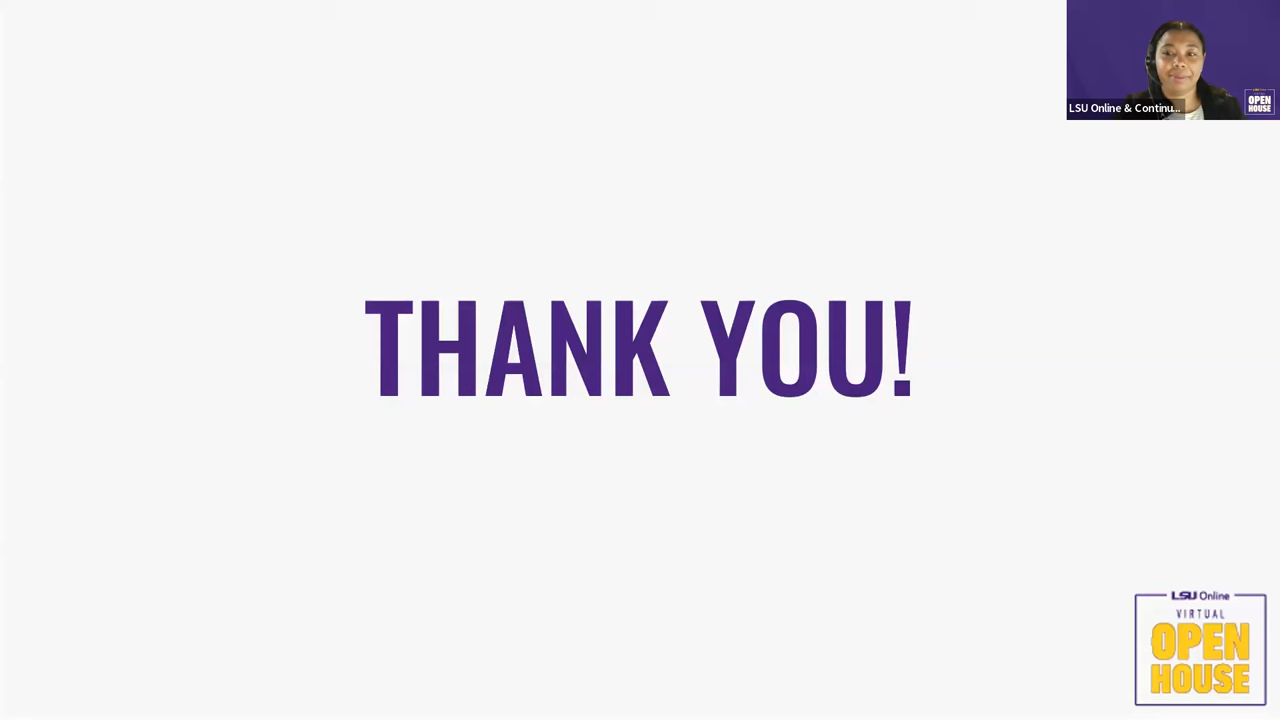 LSU Online & Continu...
OPEN
HOUSE
THANK YOU!
LSU Online
VIRTUAL
OPEN
HOUSE